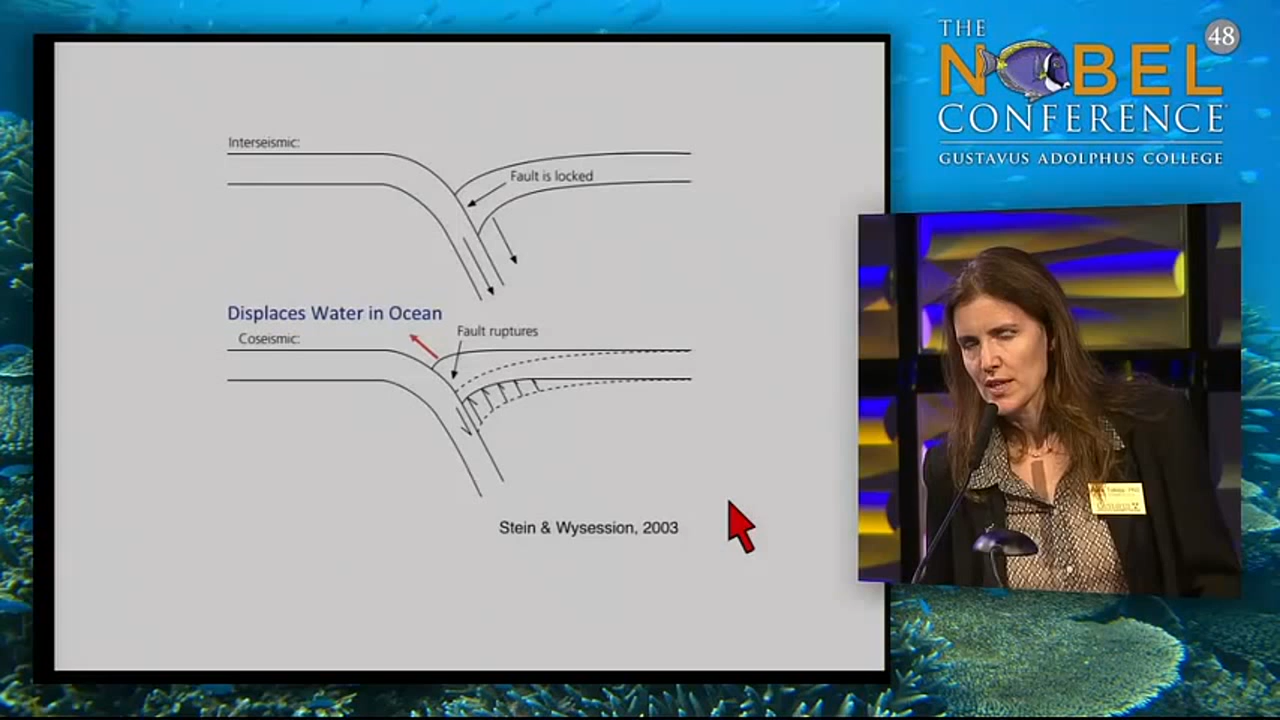 Interseismic:
Fault is locked
Displaces Water in Ocean
Fault ruptures
Coseismic:
Stein & Wysession, 2003
THE
48
NOBEL
CONFERENCE
GUSTAVUS ADOLPHUS COLLEGE